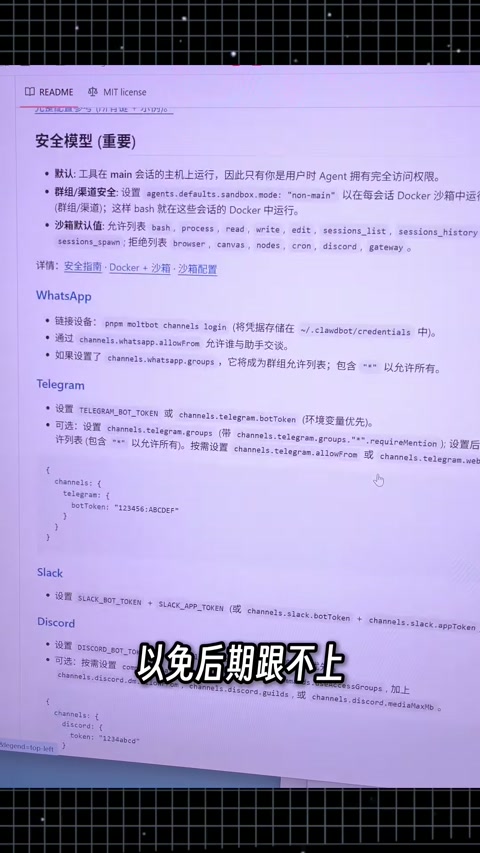 README
MIT license
安全模型 (重要)
默认: 工具在 main 会话的主机上运行，因此只有你是用户时 Agent 拥有完全访问权限。
群组/渠道安全: 设置 agents.defaults.sandbox.mode: "non-main" 以在每会话 Docker 沙箱中运行
(群组/渠道)；这样 bash 就在这些会话的 Docker 中运行。
沙箱默认值: 允许列表 bash, process, read, write, edit, sessions_list, sessions_history
sessions_spawn; 拒绝列表 browser, canvas, nodes, cron, discord, gateway。
详情: 安全指南 · Docker + 沙箱 · 沙箱配置
WhatsApp
链接设备: pnpm moltbot channels login (将凭据存储在 ~/.clawdbot/credentials 中)。
通过 channels.whatsapp.allowFrom 允许谁与助手交谈。
如果设置了 channels.whatsapp.groups，它将成为群组允许列表；包含 "*" 以允许所有。
Telegram
设置 TELEGRAM_BOT_TOKEN 或 channels.telegram.botToken (环境变量优先)。
可选: 设置 channels.telegram.groups (带 channels.telegram.groups."*".requireMention); 设置后
许列表 (包含 "*" 以允许所有)。按需设置 channels.telegram.allowFrom 或 channels.telegram.web
{
channels: {
telegram: {
botToken: "123456:ABCDEF"
}
}
}
Slack
设置 SLACK_BOT_TOKEN + SLACK_APP_TOKEN (或 channels.slack.botToken + channels.slack.appToken
Discord
设置 DISCORD_BOT_TO
可选: 按需设置 com
useAccessGroups, 加上
channels.discord.guilds, 或 channels.discord.mediaMaxMb。
{
channels: {
discord: {
token: "1234abcd"
}
以免后期跟不上